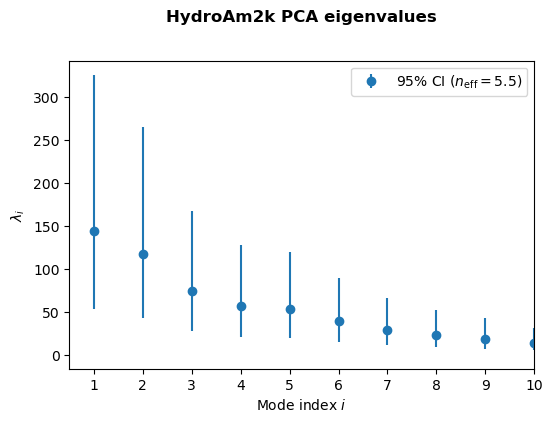 HydroAm2k PCA eigenvalues
95% CI (n_eff = 5.5)
300
250
200
150
100
50
0
λ_i
1 2 3 4 5 6 7 8 9 10
Mode index i